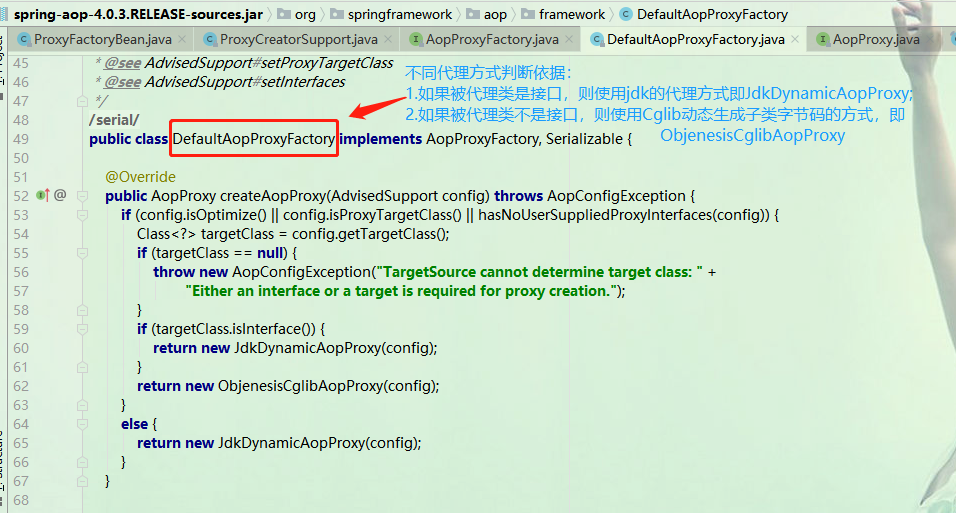 spring-aop-4.0.3.RELEASE-sources.jar org springframework aop framework DefaultAopProxyFactory
ProxyFactoryBean.java ProxyCreatorSupport.java AopProxyFactory.java DefaultAopProxyFactory.java AopProxy.java
45 * @see AdvisedSupport#setProxyTargetClass
46 * @see AdvisedSupport#setInterfaces
47 */
不同代理方式判断依据:
1.如果被代理类是接口，则使用jdk的代理方式即JdkDynamicAopProxy;
2.如果被代理类不是接口，则使用Cglib动态生成子类字节码的方式，即
ObjenesisCglibAopProxy
48 /serial/
49 public class DefaultAopProxyFactory implements AopProxyFactory, Serializable {
50
51 @Override
52 public AopProxy createAopProxy(AdvisedSupport config) throws AopConfigException {
53 if (config.isOptimize() || config.isProxyTargetClass() || hasNoUserSuppliedProxyInterfaces(config)) {
54 Class<?> targetClass = config.getTargetClass();
55 if (targetClass == null) {
56 throw new AopConfigException("TargetSource cannot determine target class: " +
57 "Either an interface or a target is required for proxy creation.");
58 }
59 if (targetClass.isInterface()) {
60 return new JdkDynamicAopProxy(config);
61 }
62 return new ObjenesisCglibAopProxy(config);
63 }
64 else {
65 return new JdkDynamicAopProxy(config);
66 }
67 }
68